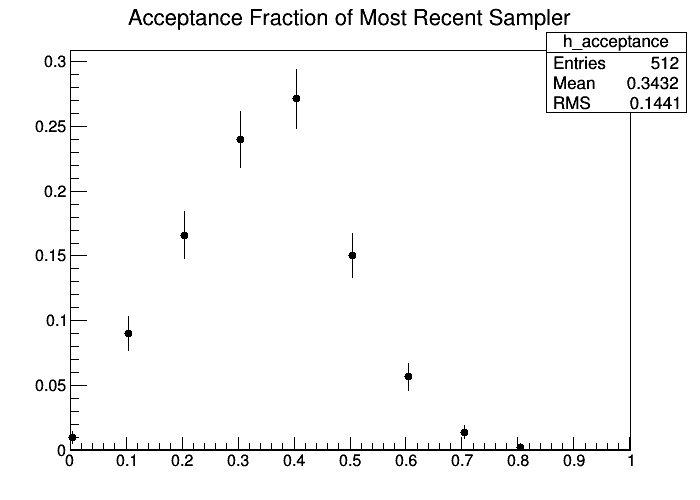 Acceptance Fraction of Most Recent Sampler
h_acceptance
Entries 512
Mean 0.3432
RMS 0.1441
0.3
0.25
0.2
0.15
0.1
0.05
0
0 0.1 0.2 0.3 0.4 0.5 0.6 0.7 0.8 0.9 1